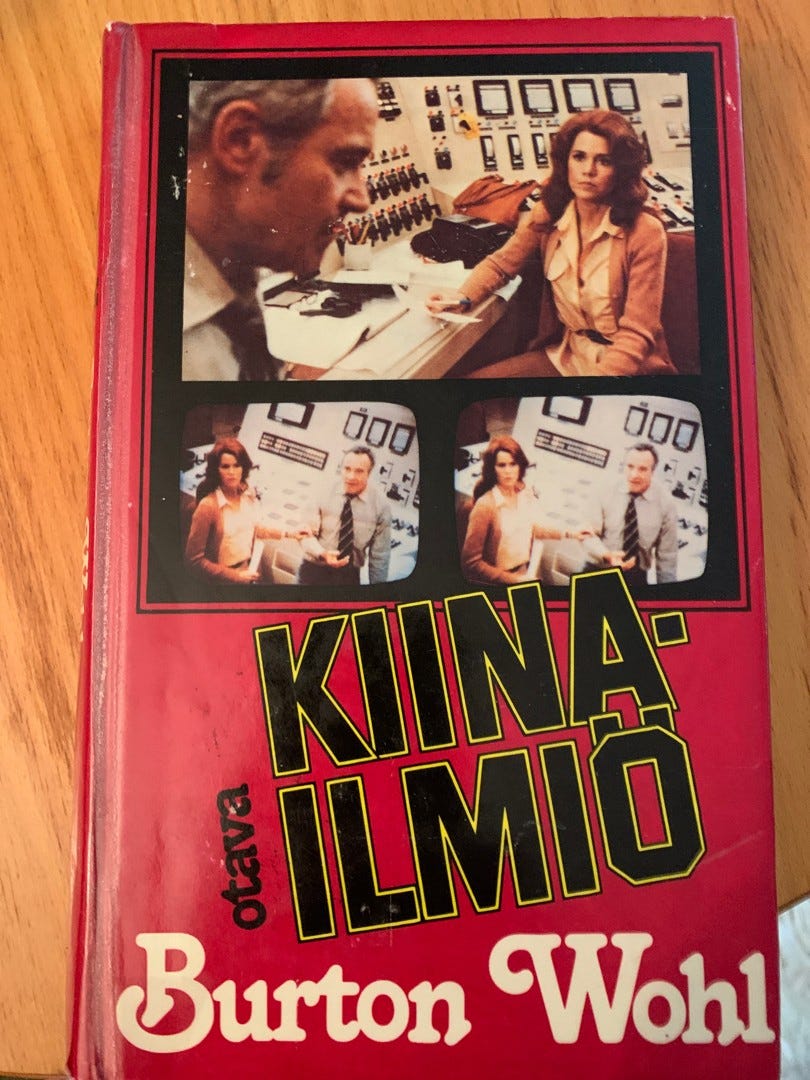 KIINA-
ILMIÖ
otava
Burton Wohl